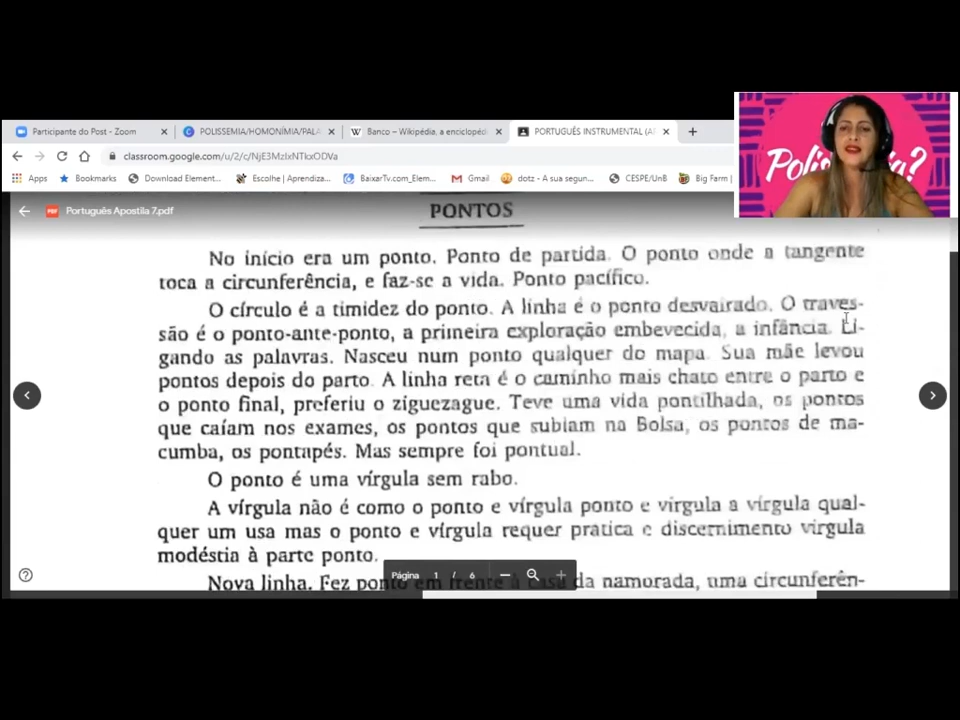 Participante do Post - Zoom
POLISSEMIA/HOMONÍMIA/PALA
Banco – Wikipédia, a enciclopéd
PORTUGUÊS INSTRUMENTAL (A
classroom.google.com/u/2/c/NjE3MzIxNTkxODVa
Apps
Bookmarks
Download Element...
Escolhe | Aprendiza...
BaixarTv.com_Elem...
Gmail
dotz - A sua segun...
CESPE/UnB
Big Farm
Português Apostila 7.pdf
PONTOS
No início era um ponto. Ponto de partida. O ponto onde a tangente
toca a circunferência, e faz-se a vida. Ponto pacífico.
O círculo é a timidez do ponto. A linha é o ponto desvairado. O traves-
são é o ponto-ante-ponto, a primeira exploração embevecida, a infância. Li-
gando as palavras. Nasceu num ponto qualquer do mapa. Sua mãe levou
pontos depois do parto. A linha reta é o caminho mais chato entre o parto e
o ponto final, preferiu o ziguezague. Teve uma vida pontilhada, os pontos
que caíam nos exames, os pontos que subiam na Bolsa, os pontos de ma-
cumba, os pontapés. Mas sempre foi pontual.
O ponto é uma vírgula sem rabo.
A vírgula não é como o ponto e vírgula ponto e vírgula a vírgula qual-
quer um usa mas o ponto e vírgula requer prática e discernimento vírgula
modéstia à parte ponto.
Nova linha. Fez ponto em frente à casa da namorada, uma circunferên-
Página 1 / 6